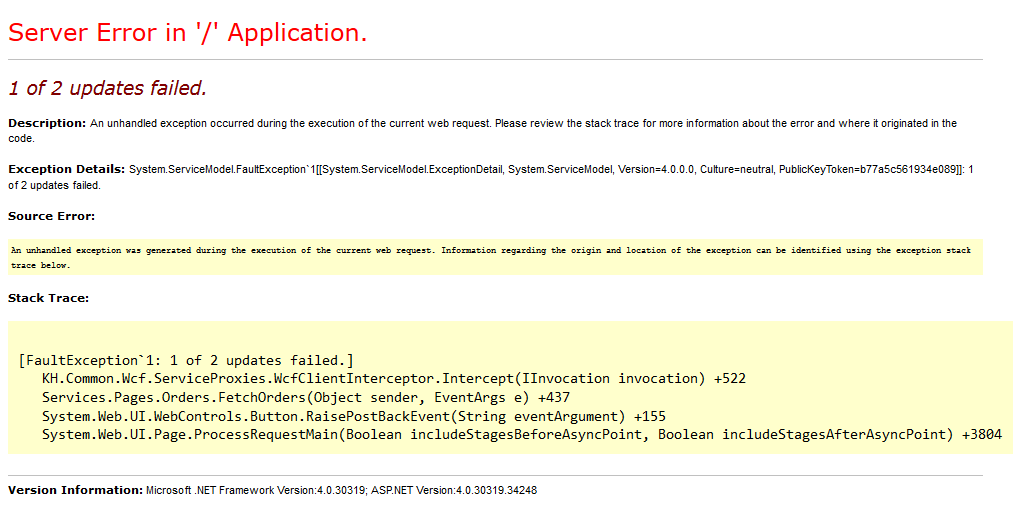 Server Error in '/' Application.
1 of 2 updates failed.
Description: An unhandled exception occurred during the execution of the current web request. Please review the stack trace for more information about the error and where it originated in the
code.
Exception Details: System.ServiceModel.FaultException`1[[System.ServiceModel.ExceptionDetail, System.ServiceModel, Version=4.0.0.0, Culture=neutral, PublicKeyToken=b77a5c561934e089]]: 1
of 2 updates failed.
Source Error:
An unhandled exception was generated during the execution of the current web request. Information regarding the origin and location of the exception can be identified using the exception stack
trace below.
Stack Trace:
[FaultException`1: 1 of 2 updates failed.]
KH.Common.Wcf.ServiceProxies.WcfClientInterceptor.Intercept(IInvocation invocation) +522
Services.Pages.Orders.FetchOrders(Object sender, EventArgs e) +437
System.Web.UI.WebControls.Button.RaisePostBackEvent(String eventArgument) +155
System.Web.UI.Page.ProcessRequestMain(Boolean includeStagesBeforeAsyncPoint, Boolean includeStagesAfterAsyncPoint) +3804
Version Information: Microsoft .NET Framework Version:4.0.30319; ASP.NET Version:4.0.30319.34248